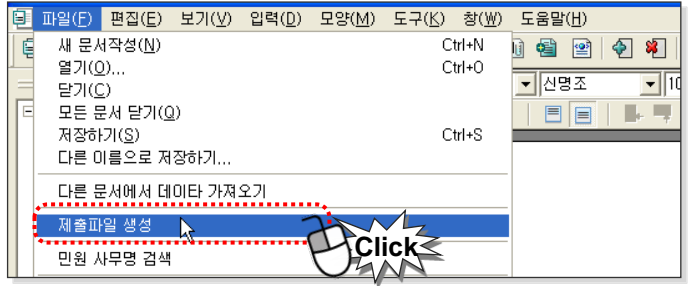 파일(F) 편집(E) 보기(V) 입력(D) 모양(M) 도구(K) 창(W) 도움말(H)
새 문서작성(N) Ctrl+N
열기(O)... Ctrl+O
닫기(C)
신명조 10
모든 문서 닫기(Q)
저장하기(S) Ctrl+S
다른 이름으로 저장하기...
다른 문서에서 데이타 가져오기
제출파일 생성
Click
민원 사무명 검색